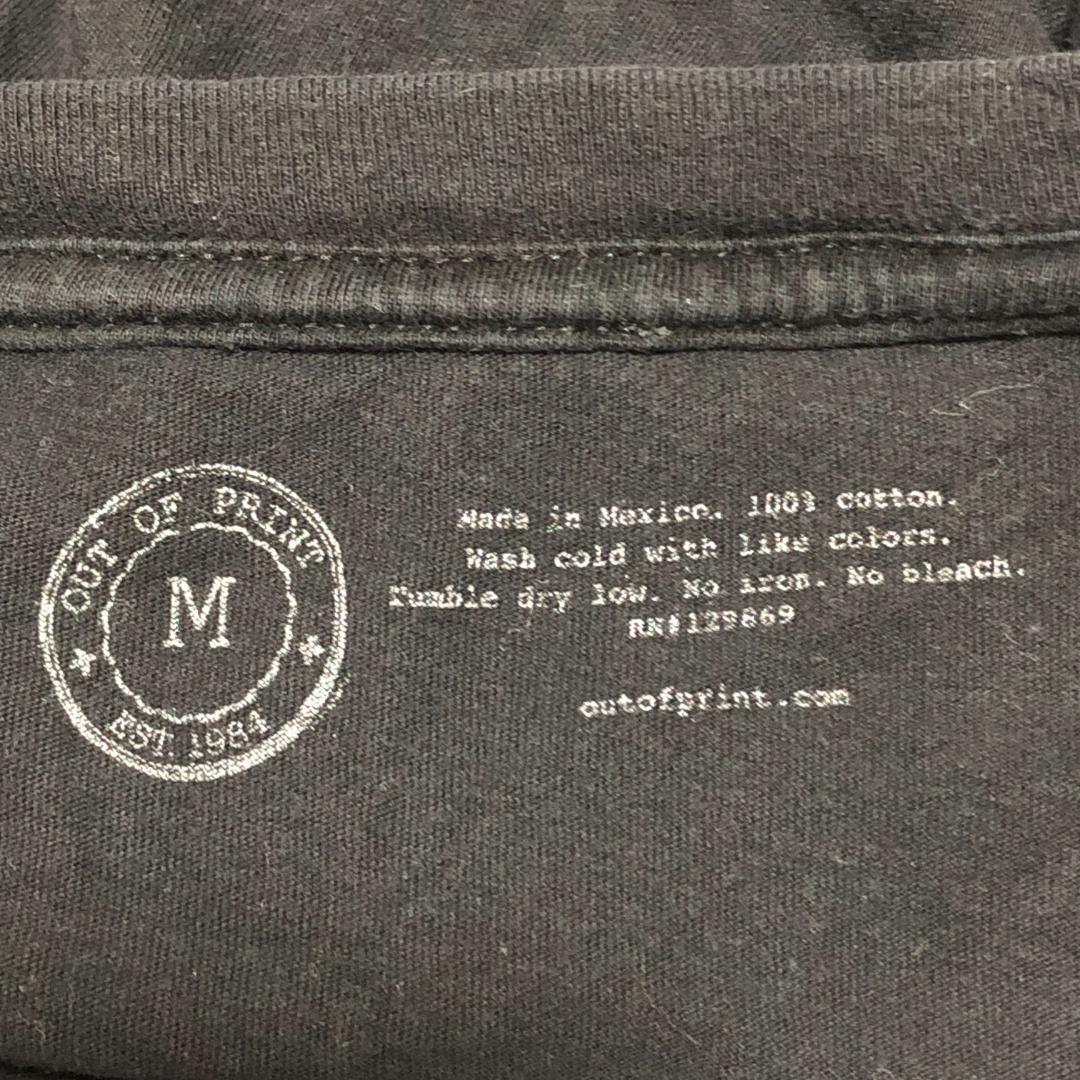 OUT OF PRINT
M
EST. 1984
Made in Mexico. 100% cotton.
Wash cold with like colors.
Tumble dry low. No iron. No bleach.
RN#129869
outofprint.com